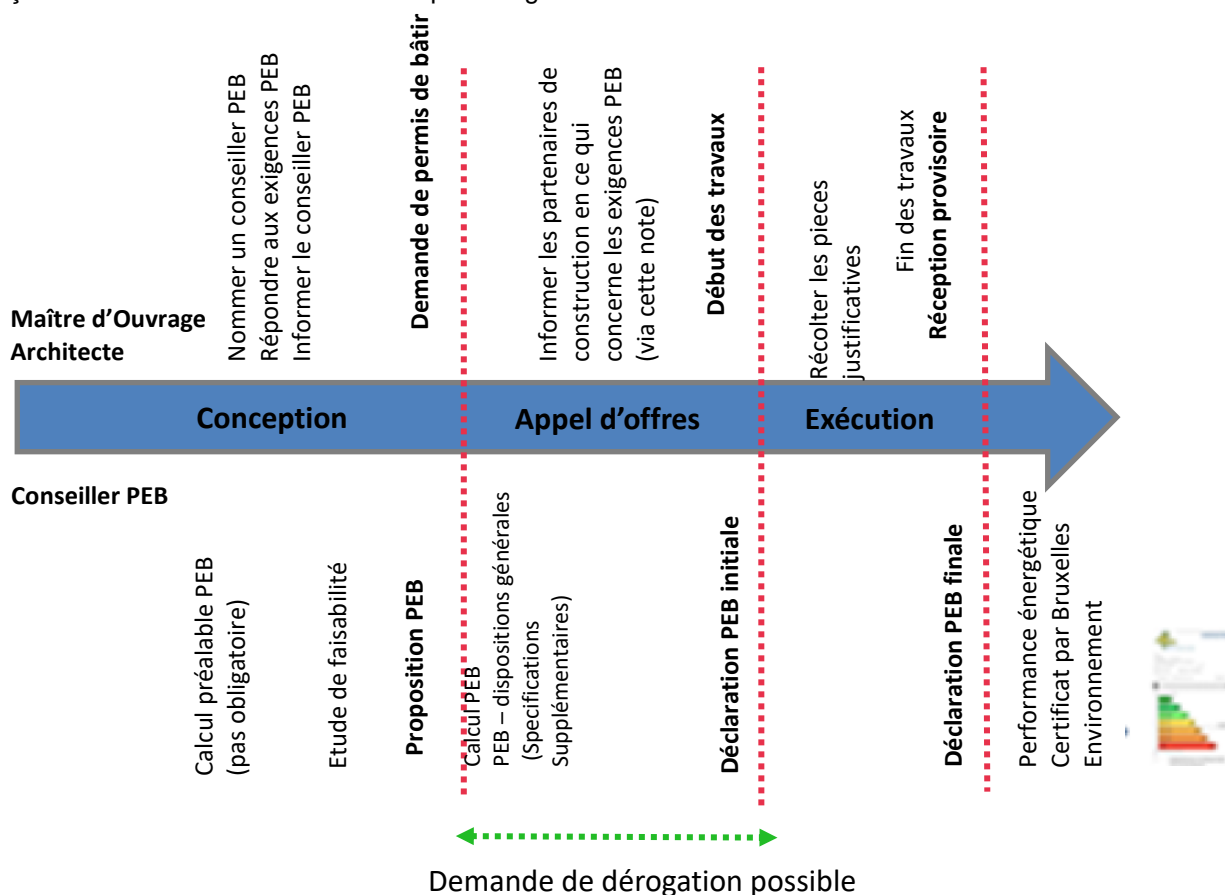 Nommer un conseiller PEB
Répondre aux exigences PEB
Informer le conseiller PEB
Demande de permis de bâtir
Informer les partenaires de
construction en ce qui
concerne les exigences PEB
(via cette note)
Début des travaux
Récolter les pieces
justificatives
Fin des travaux
Réception provisoire
Maître d'Ouvrage
Architecte
Conception
Appel d'offres
Exécution
Conseiller PEB
Calcul préalable PEB
(pas obligatoire)
Etude de faisabilité
Proposition PEB
Calcul PEB
PEB – dispositions générales
(Specifications
Supplémentaires)
Déclaration PEB initiale
Déclaration PEB finale
Performance énergétique
Certificat par Bruxelles
Environnement
Demande de dérogation possible